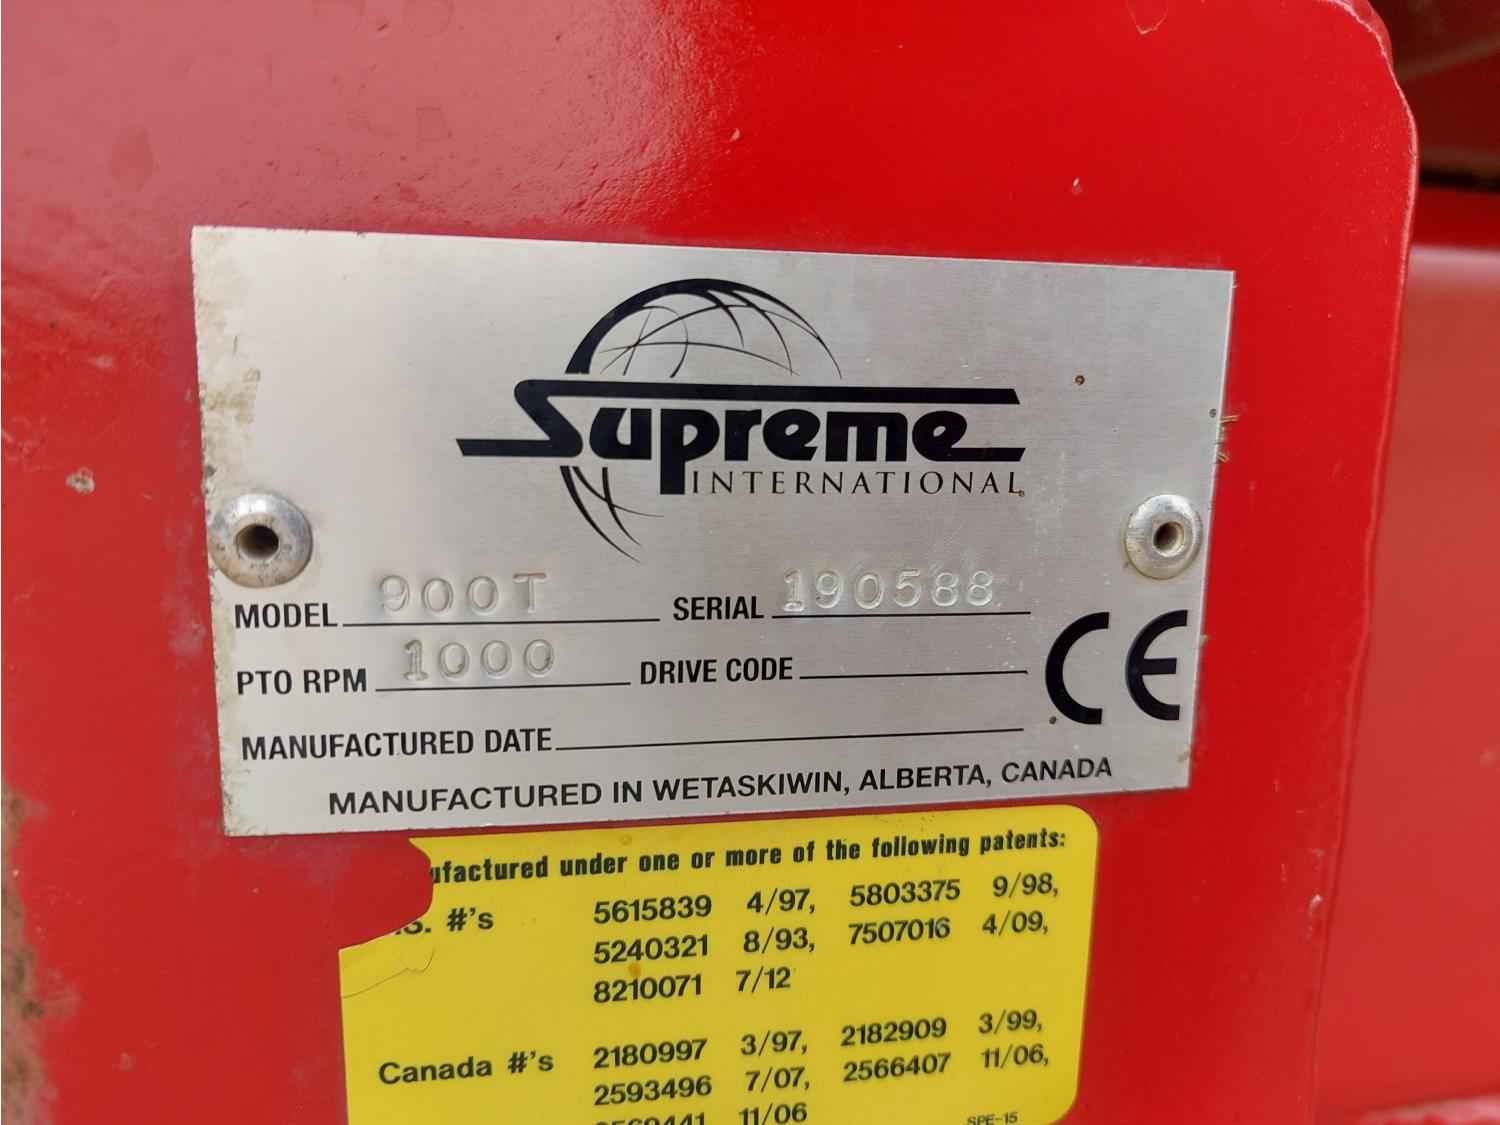 Supreme
INTERNATIONAL
MODEL 900T SERIAL 190588
PTO RPM 1000 DRIVE CODE
MANUFACTURED DATE
CE
MANUFACTURED IN WETASKIWIN, ALBERTA, CANADA
ufactured under one or more of the following patents:
.S. #'s 5615839 4/97, 5803375 9/98,
5240321 8/93, 7507016 4/09,
8210071 7/12
Canada #'s 2180997 3/97, 2182909 3/99,
2593496 7/07, 2566407 11/06,
11/06
SPE-15